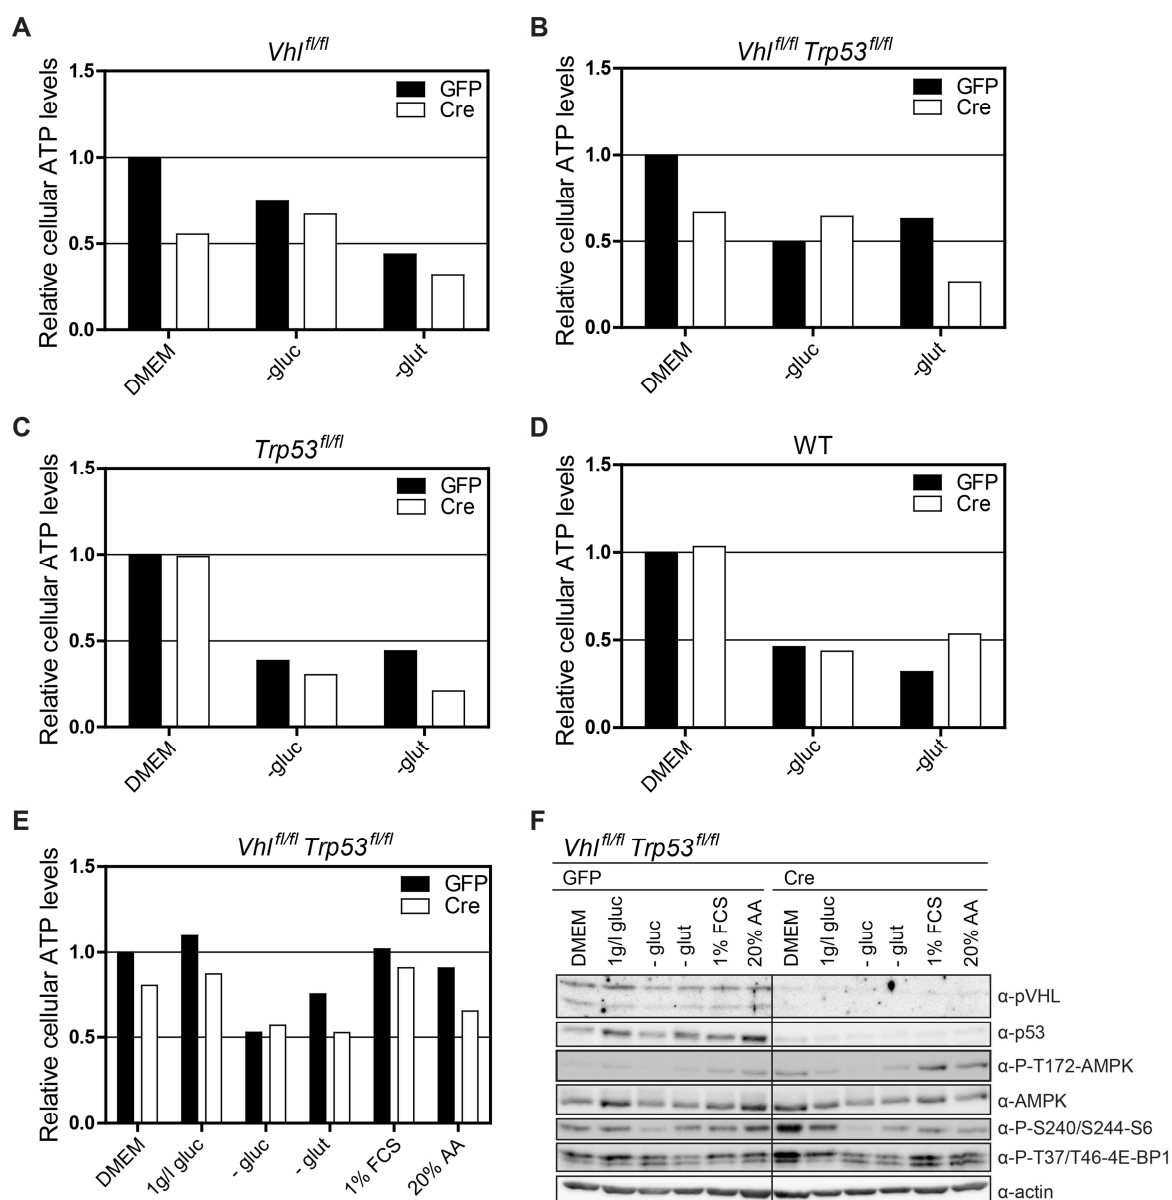 A
Vhl fl/fl
Relative cellular ATP levels
1.5
1.0
0.5
0.0
GFP
Cre
DMEM
-gluc
-glut
B
Vhl fl/fl Trp53 fl/fl
Relative cellular ATP levels
1.5
1.0
0.5
0.0
GFP
Cre
DMEM
-gluc
-glut
C
Trp53 fl/fl
Relative cellular ATP levels
1.5
1.0
0.5
0.0
GFP
Cre
DMEM
-gluc
-glut
D
WT
Relative cellular ATP levels
1.5
1.0
0.5
0.0
GFP
Cre
DMEM
-gluc
-glut
E
Vhl fl/fl Trp53 fl/fl
Relative cellular ATP levels
1.5
1.0
0.5
0.0
GFP
Cre
DMEM
1g/l gluc
- gluc
- glut
1% FCS
20% AA
F
Vhl fl/fl Trp53 fl/fl
GFP
Cre
DMEM
1g/l gluc
- gluc
- glut
1% FCS
20% AA
DMEM
1g/l gluc
- gluc
- glut
1% FCS
20% AA
α-pVHL
α-p53
α-P-T172-AMPK
α-AMPK
α-P-S240/S244-S6
α-P-T37/T46-4E-BP1
α-actin